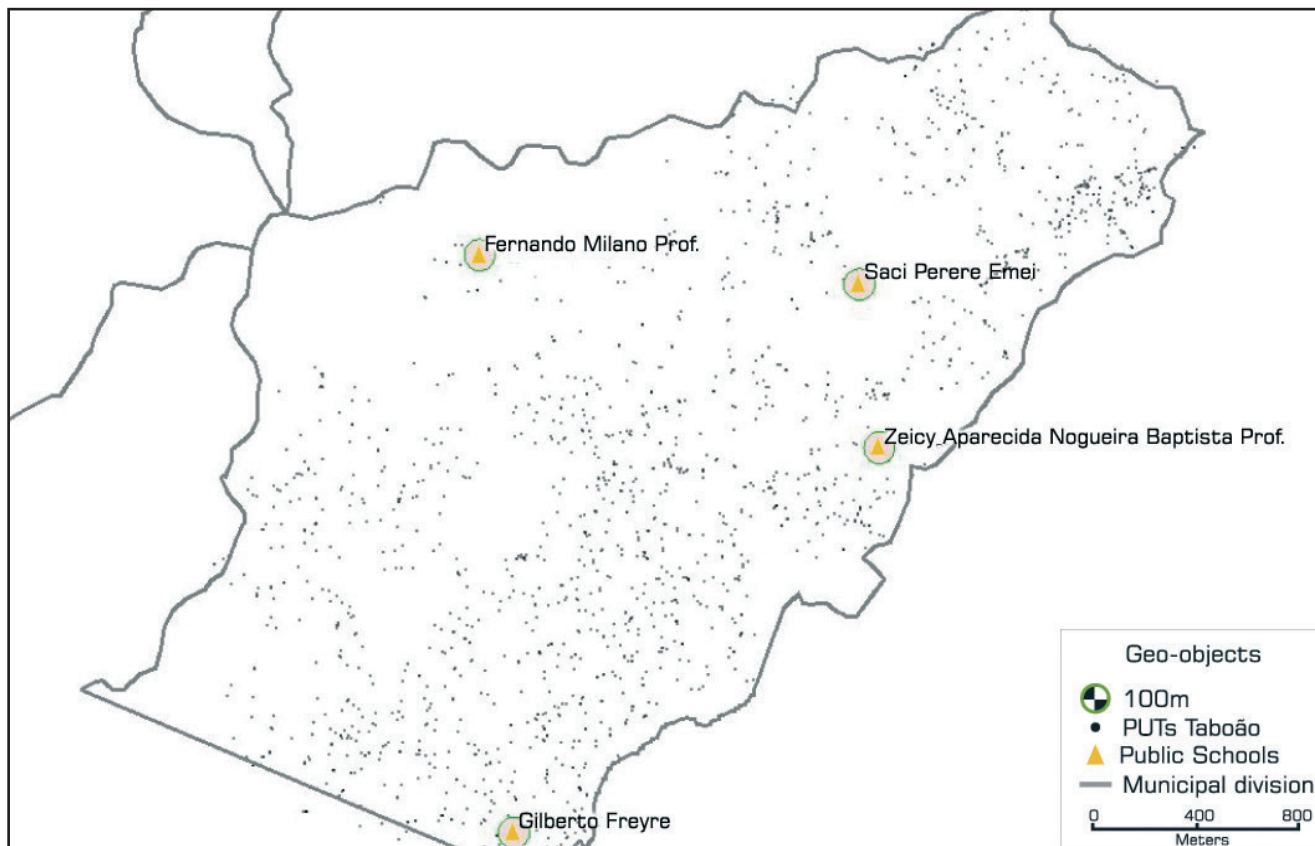 Fernando Milano Prof.
Saci Perere Emei
Zeicy Aparecida Nogueira Baptista Prof.
Gilberto Freyre
Geo-objects
100m
PUTs Taboão
Public Schools
Municipal division
0 400 800
Meters